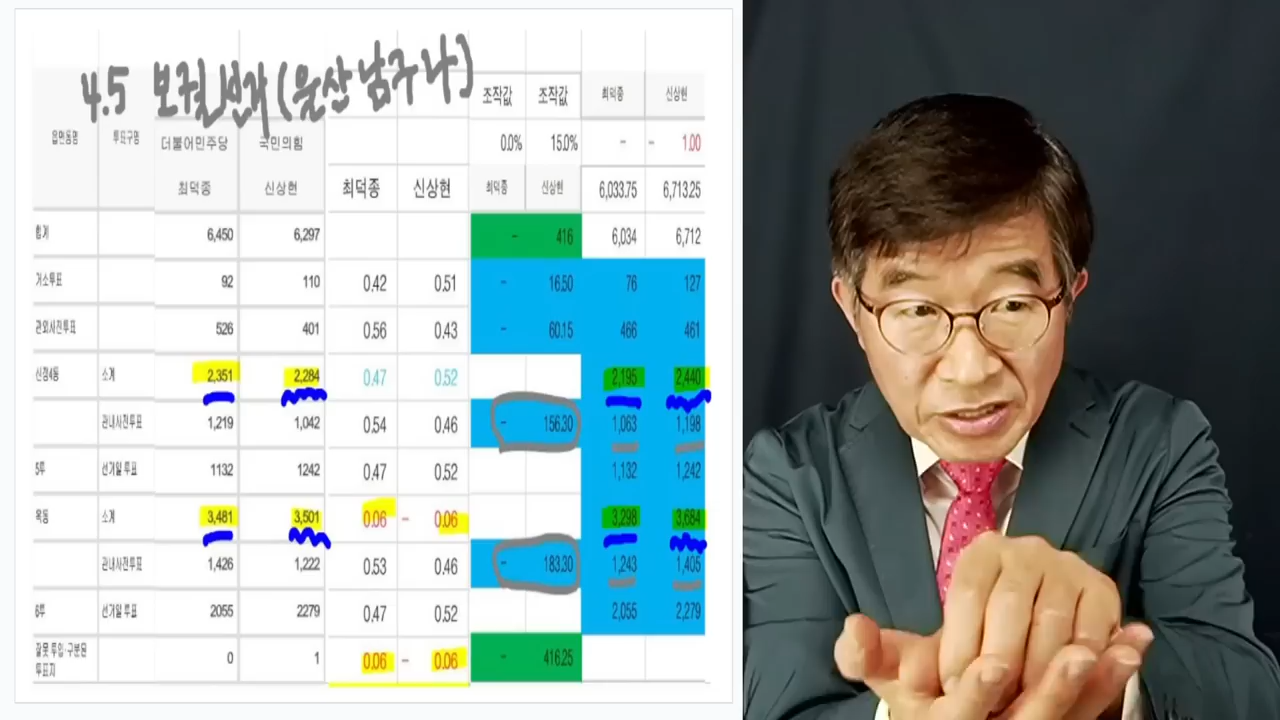 4.5 보궐선거 (울산 남구 나)
조작값 조작값 최덕종 신상현
읍면동명 투표구명 더불어민주당 국민의힘 0.0% 15.0% - - 1.00
최덕종 신상현 최덕종 신상현 최덕종 신상현 6,033.75 6,713.25
합계 6,450 6,297 - 416 6,034 6,712
거소투표 92 110 0.42 0.51 - 16.50 76 127
관외사전투표 526 401 0.56 0.43 - 60.15 466 461
신정4동 소계 2,351 2,284 0.47 0.52 2,195 2,440
관내사전투표 1,219 1,042 0.54 0.46 - 156.30 1,063 1,198
5투 선거일 투표 1132 1242 0.47 0.52 1,132 1,242
옥동 소계 3,481 3,501 0.06 - 0.06 3,298 3,684
관내사전투표 1,426 1,222 0.53 0.46 - 183.30 1,243 1,405
6투 선거일 투표 2055 2279 0.47 0.52 2,055 2,279
잘못 투입·구분된
투표지 0 1 0.06 - 0.06 - 416.25